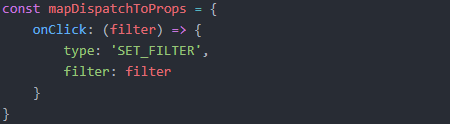 const mapDispatchToProps = {
    onClick: (filter) => {
        type: 'SET_FILTER',
        filter: filter
    }
}